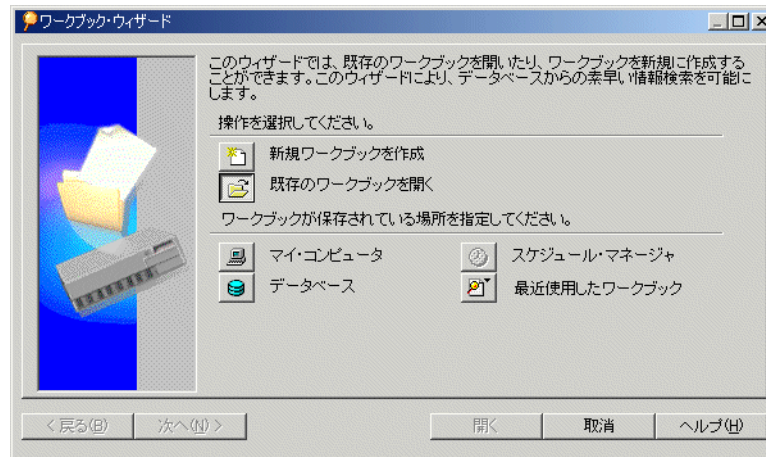 ワークブック・ウィザード
このウィザードでは、既存のワークブックを開いたり、ワークブックを新規に作成する
ことができます。このウィザードにより、データベースからの素早い情報検索を可能に
します。
操作を選択してください。
新規ワークブックを作成
既存のワークブックを開く
ワークブックが保存されている場所を指定してください。
マイ・コンピュータ
スケジュール・マネージャ
データベース
最近使用したワークブック
< 戻る(B)
次へ(N) >
開く
取消
ヘルプ(H)